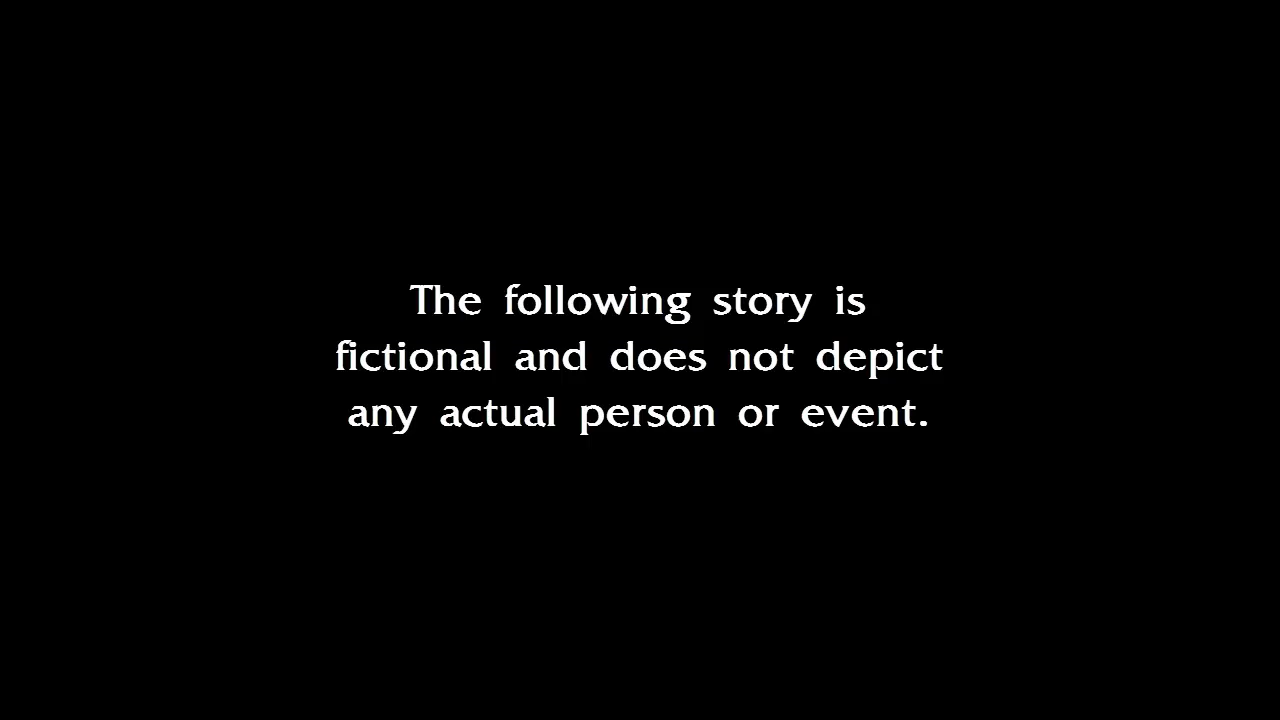 The following story is
fictional and does not depict
any actual person or event.